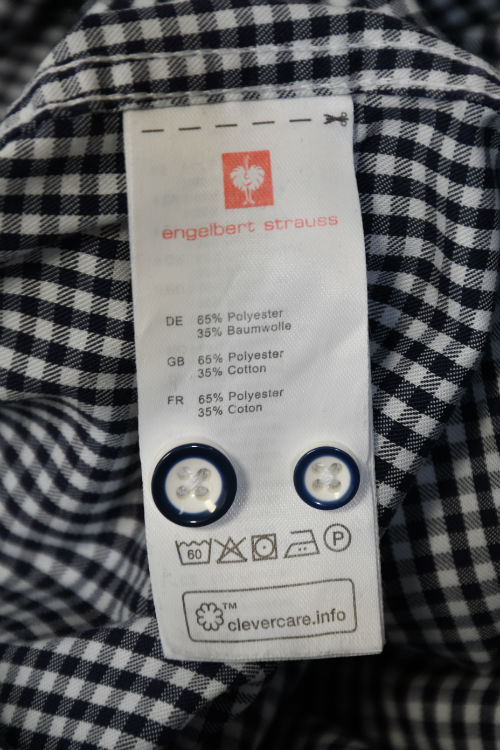 engelbert strauss
DE 65% Polyester
35% Baumwolle
GB 65% Polyester
35% Cotton
FR 65% Polyester
35% Coton
60 P
™
clevercare.info